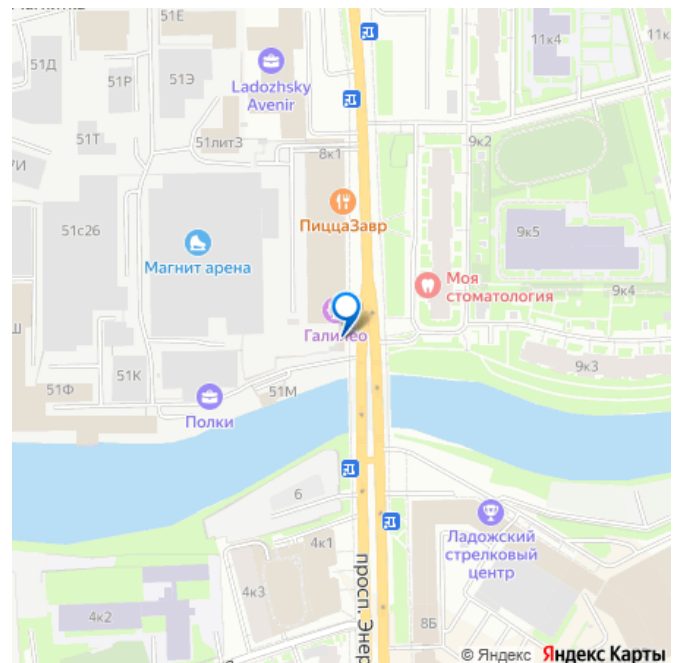 51Е
11к4
11к
51Д
51Р
51Э
Ladozhsky
Avenir
51Т
51лит3
8к1
9к2
7/И
ПиццаЗавр
51с26
Магнит арена
9к5
Моя
стоматология
9к4
Ш
Галилео
9к3
51К
51Ф
51М
Полки
6
Ладожский
стрелковый
центр
4к1
4к3
4к2
8Б
просп. Энер
© Яндекс Яндекс Карты